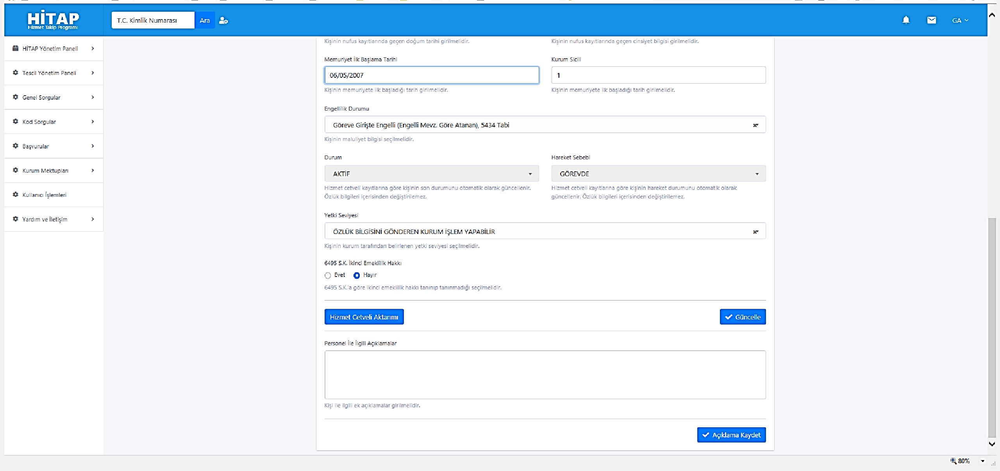 HİTAP
Hizmet Takip Programı
T.C. Kimlik Numarası
Ara
GA
HİTAP Yönetim Paneli
Tescil Yönetim Paneli
Genel Sorgular
Kod Sorgular
Başvurular
Kurum Mektupları
Kullanıcı İşlemleri
Yardım ve İletişim
Kişinin nufus kayıtlarında geçen doğum tarihi girilmelidir.
Kişinin nufus kayıtlarında geçen cinsiyet bilgisi girilmelidir.
Memuriyet İlk Başlama Tarihi
Kurum Sicili
06/05/2007
1
Kişinin memuriyete ilk başladığı tarih girilmelidir.
Kişinin memuriyete ilk başladığı tarih girilmelidir.
Engellilik Durumu
Göreve Girişte Engelli (Engelli Mevz. Göre Atanan), 5434 Tabi
Kişinin maluliyet bilgisi seçilmelidir.
Durum
Hareket Sebebi
AKTİF
GÖREVDE
Hizmet cetveli kayıtlarına göre kişinin son durumunu otomatik olarak güncellenir.
Özlük bilgileri içerisinden değiştirilemez.
Hizmet cetveli kayıtlarına göre kişinin hareket durumunu otomatik olarak
güncellenir. Özlük bilgileri içerisinden değiştirilemez.
Yetki Seviyesi
ÖZLÜK BİLGİSİNİ GÖNDEREN KURUM İŞLEM YAPABİLİR
Kişinin kurum tarafından belirlenen yetki seviyesi seçilmelidir.
6495 S.K. İkinci Emeklilik Hakkı
Evet Hayır
6495 S.K.'a göre ikinci emeklilik hakkı tanınıp tanınmadığı seçilmelidir.
Hizmet Cetveli Aktarımı
Güncelle
Personel İle İlgili Açıklamalar
Kişi ile ilgili ek açıklamalar girilmelidir.
Açıklama Kaydet
80%